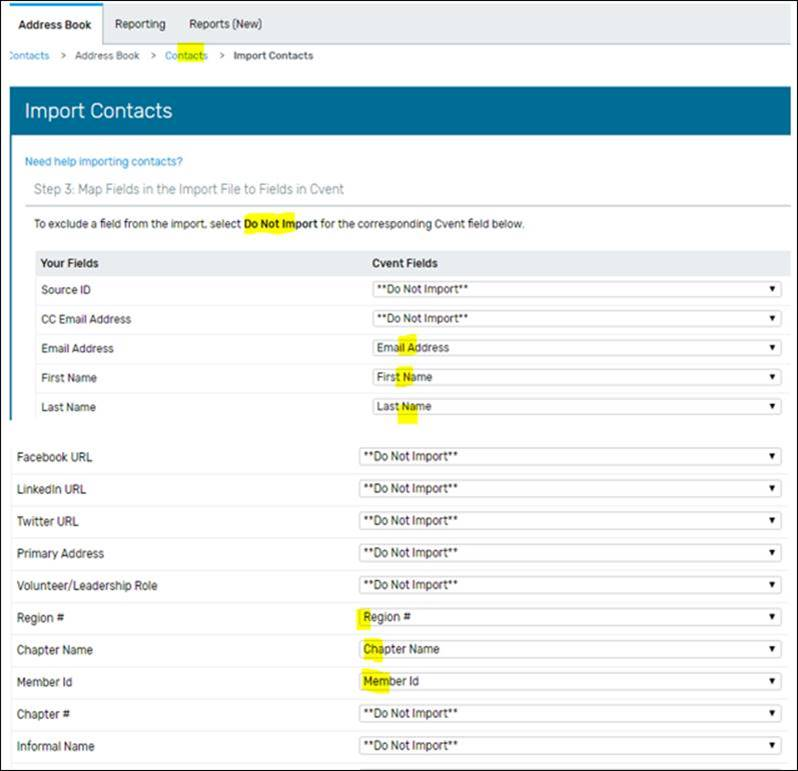 Address Book Reporting Reports (New)
Contacts > Address Book > Contacts > Import Contacts
Import Contacts
Need help importing contacts?
Step 3: Map Fields in the Import File to Fields in Cvent
To exclude a field from the import, select Do Not Import for the corresponding Cvent field below.
Your Fields Cvent Fields
Source ID **Do Not Import**
CC Email Address **Do Not Import**
Email Address Email Address
First Name First Name
Last Name Last Name
Facebook URL **Do Not Import**
LinkedIn URL **Do Not Import**
Twitter URL **Do Not Import**
Primary Address **Do Not Import**
Volunteer/Leadership Role **Do Not Import**
Region # Region #
Chapter Name Chapter Name
Member Id Member Id
Chapter # **Do Not Import**
Informal Name **Do Not Import**